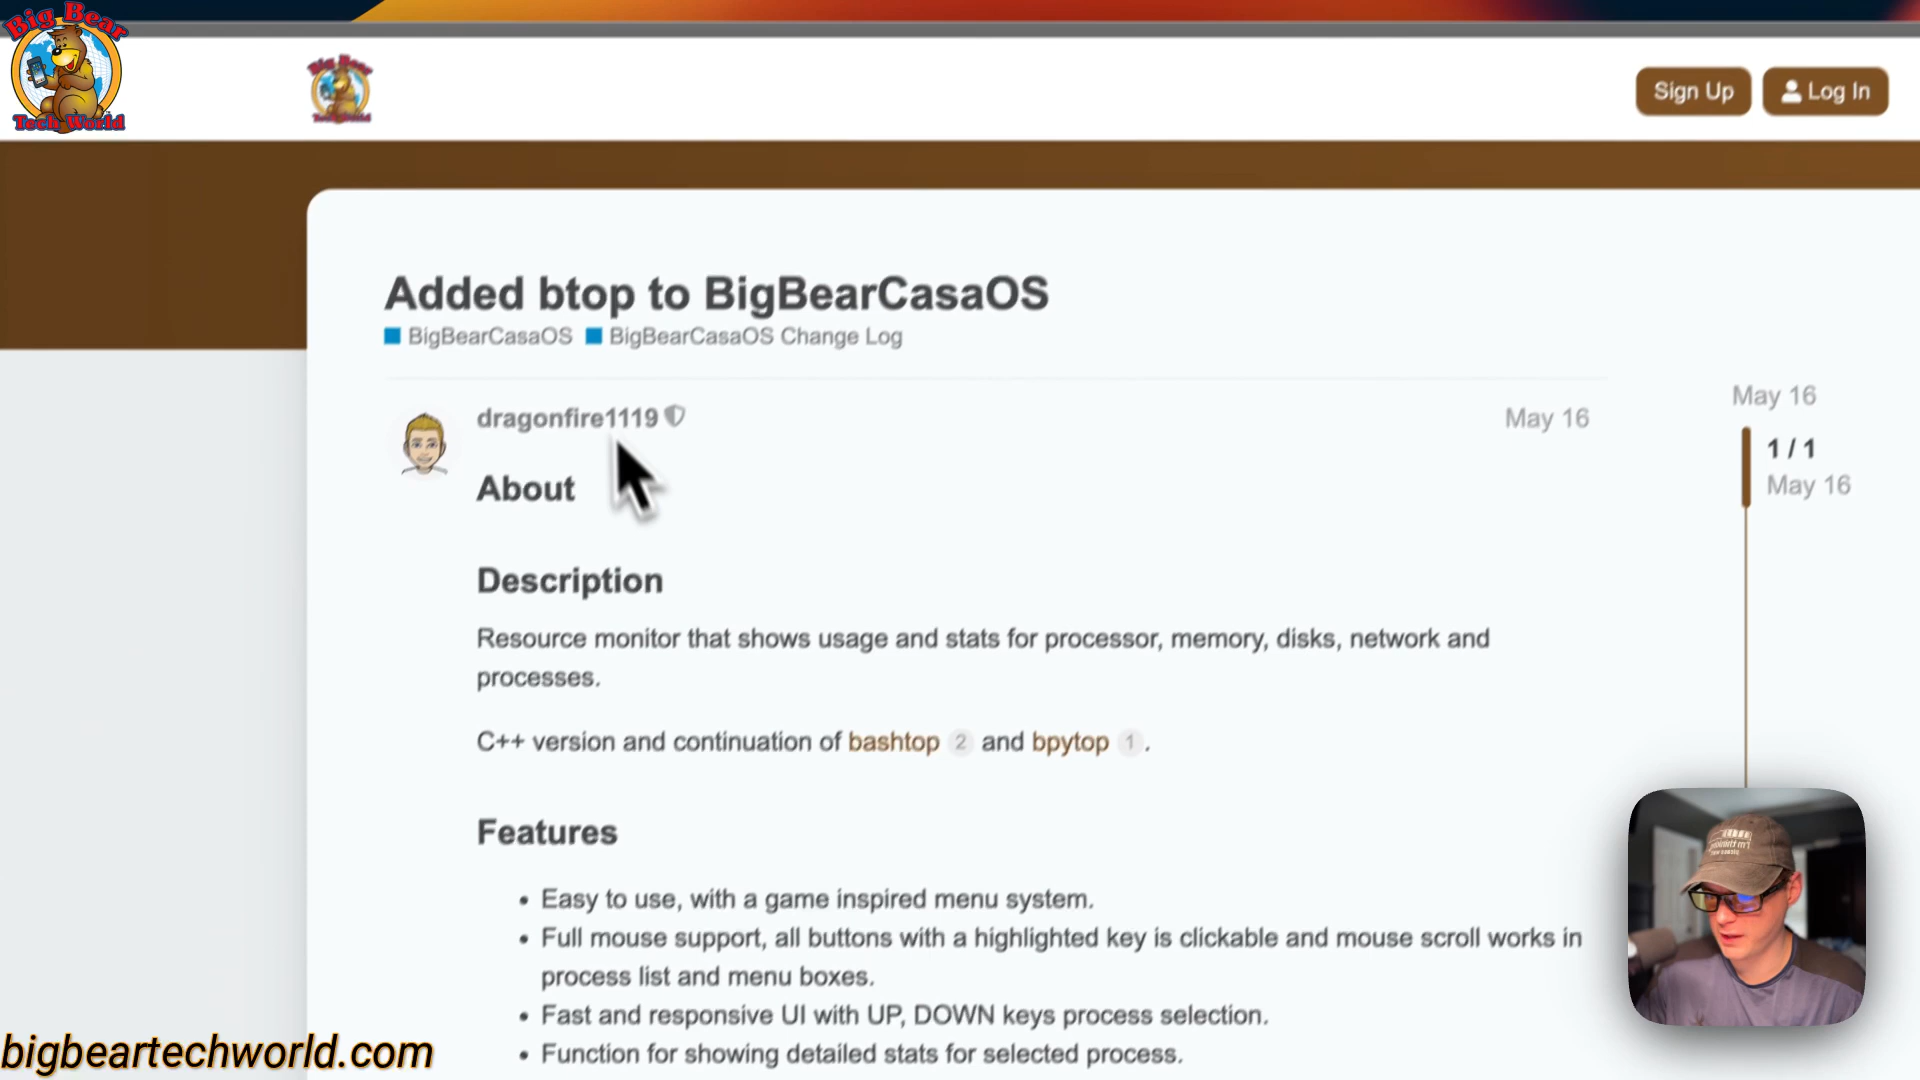 Big Bear
Tech World
Big Bear
Tech World
Sign Up
Log In
Added btop to BigBearCasaOS
BigBearCasaOS BigBearCasaOS Change Log
dragonfire1119
May 16
May 16
1 / 1
May 16
About
Description
Resource monitor that shows usage and stats for processor, memory, disks, network and
processes.
C++ version and continuation of bashtop 2 and bpytop 1 .
Features
• Easy to use, with a game inspired menu system.
• Full mouse support, all buttons with a highlighted key is clickable and mouse scroll works in
process list and menu boxes.
• Fast and responsive UI with UP, DOWN keys process selection.
• Function for showing detailed stats for selected process.
bigbeartechworld.com